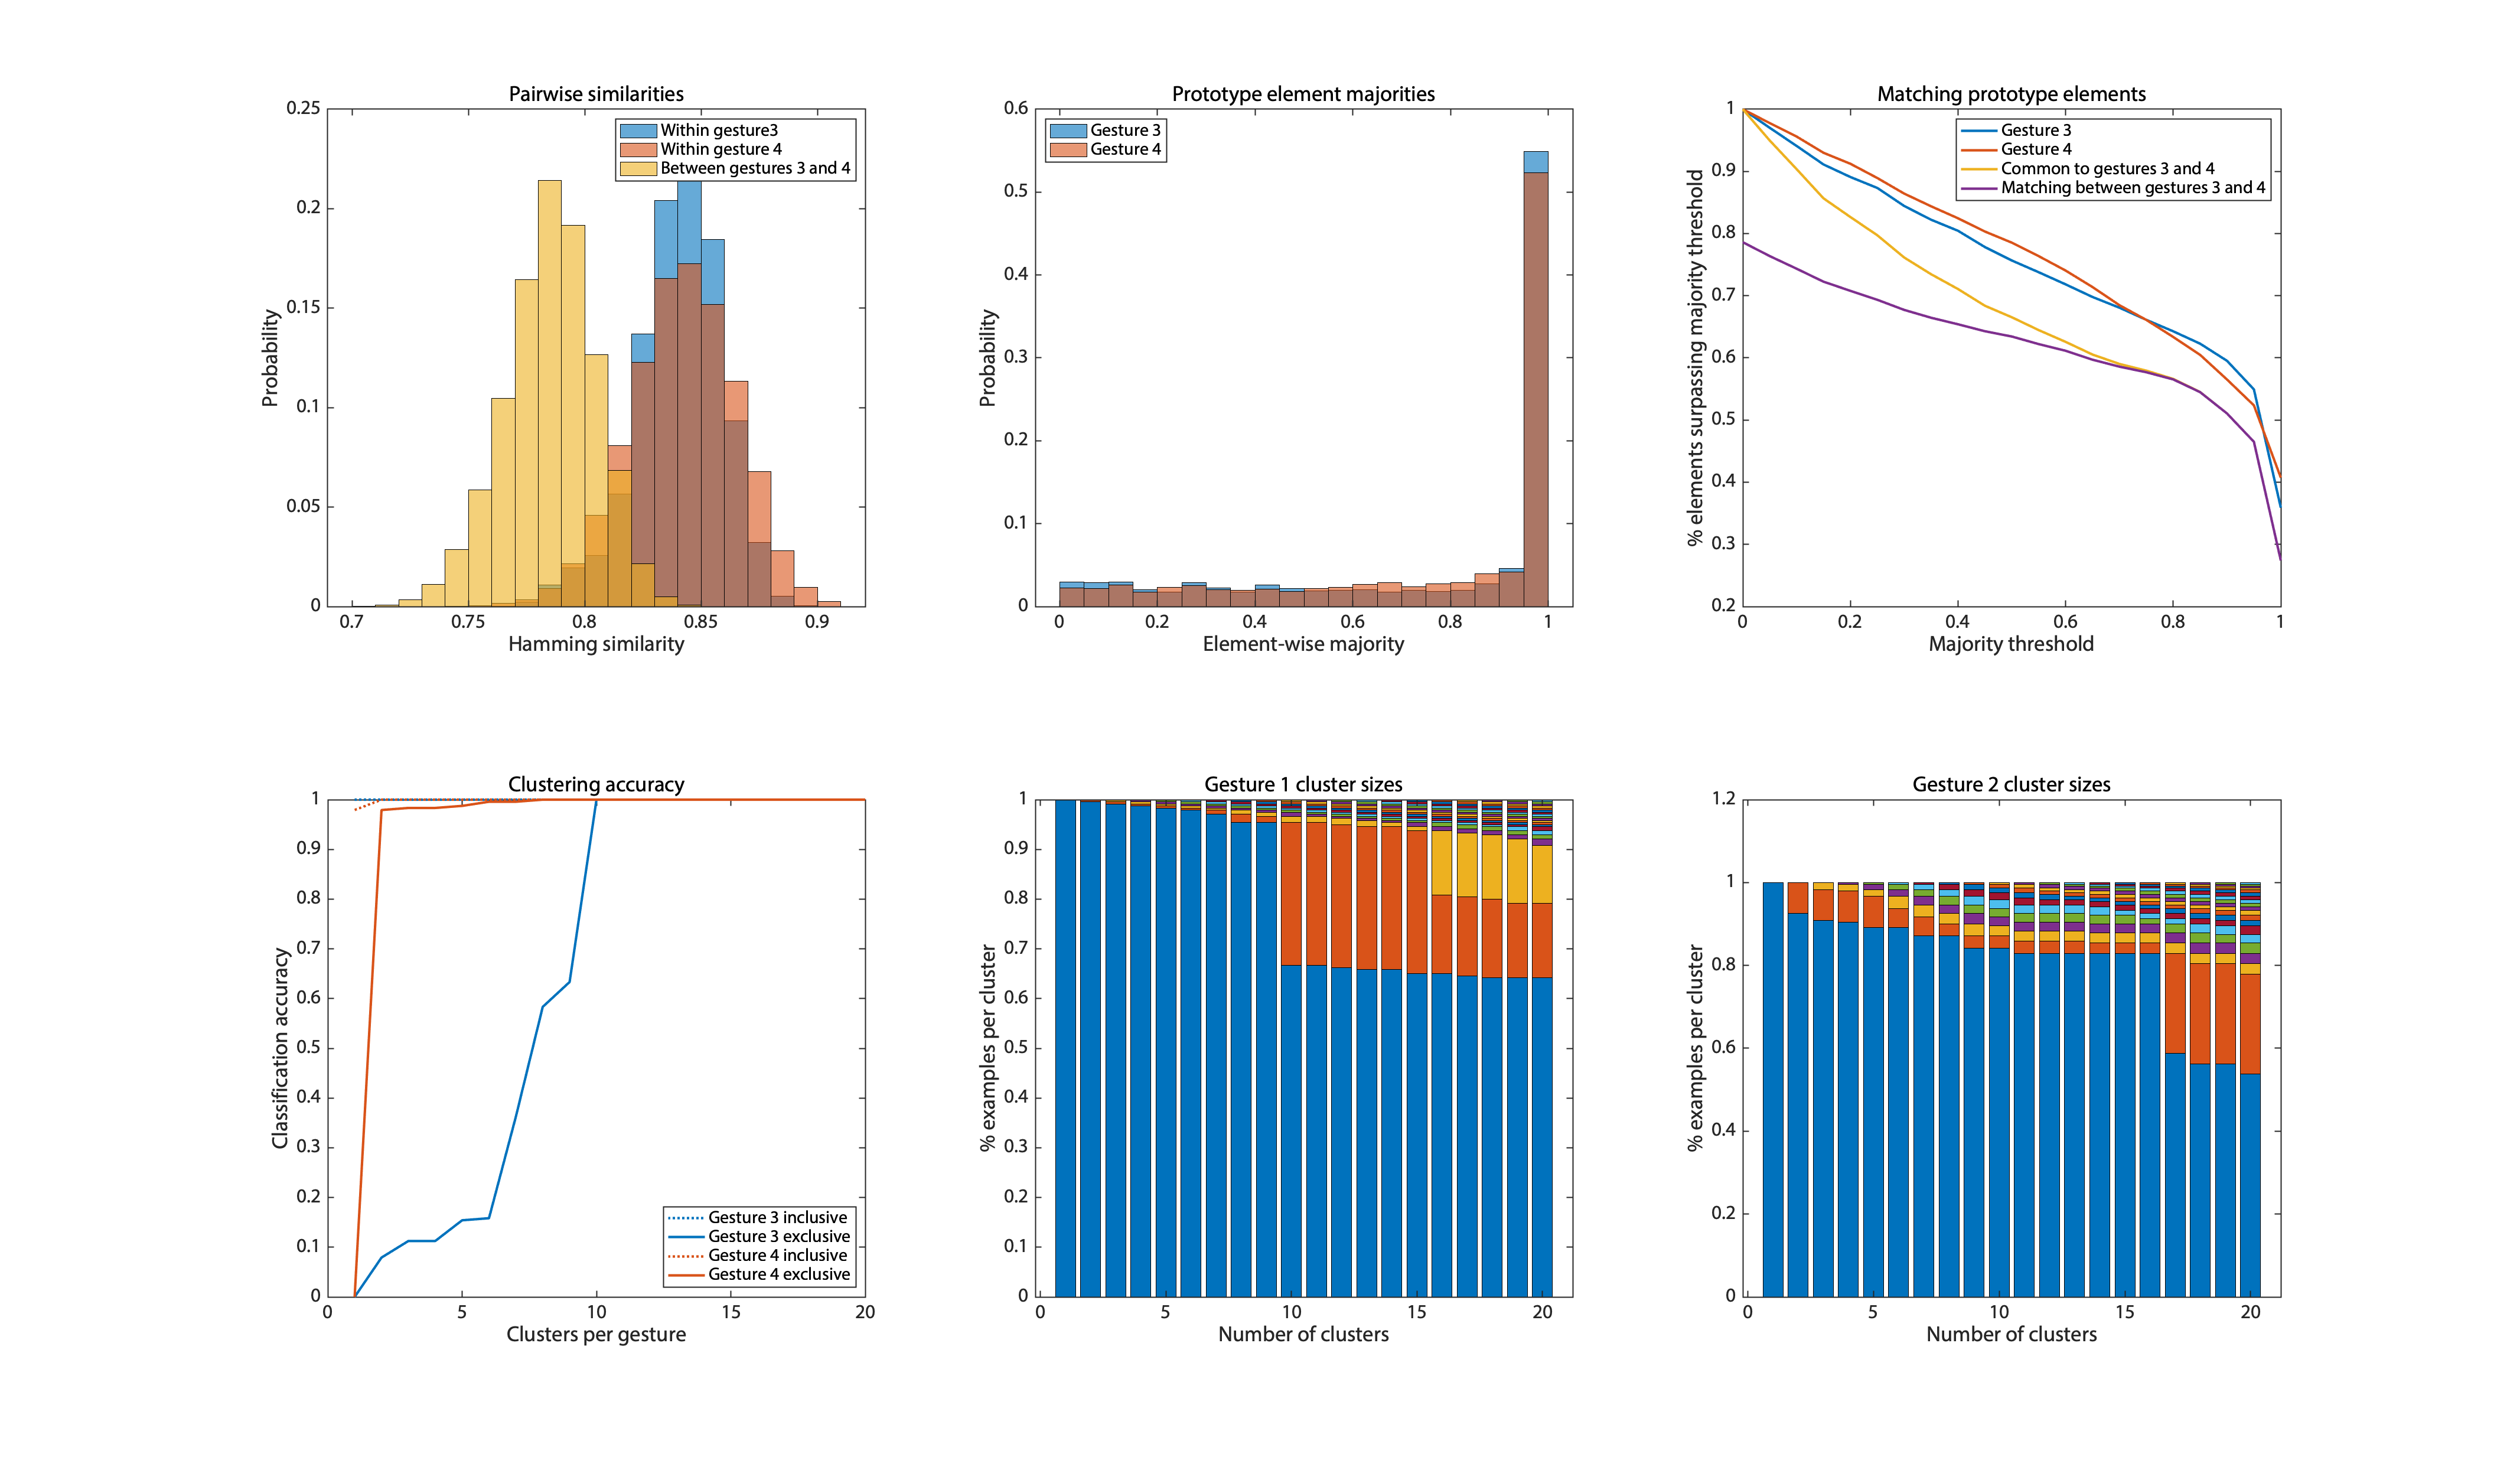 Pairwise similarities
0.25
0.2
0.15
0.1
0.05
0
Probability
Within gesture3
Within gesture 4
Between gestures 3 and 4
0.7 0.75 0.8 0.85 0.9
Hamming similarity
Prototype element majorities
0.6
0.5
0.4
0.3
0.2
0.1
0
Probability
Gesture 3
Gesture 4
0 0.2 0.4 0.6 0.8 1
Element-wise majority
Matching prototype elements
1
0.9
0.8
0.7
0.6
0.5
0.4
0.3
0.2
% elements surpassing majority threshold
Gesture 3
Gesture 4
Common to gestures 3 and 4
Matching between gestures 3 and 4
0 0.2 0.4 0.6 0.8 1
Majority threshold
Clustering accuracy
1
0.9
0.8
0.7
0.6
0.5
0.4
0.3
0.2
0.1
0
Classification accuracy
Gesture 3 inclusive
Gesture 3 exclusive
Gesture 4 inclusive
Gesture 4 exclusive
0 5 10 15 20
Clusters per gesture
Gesture 1 cluster sizes
1
0.9
0.8
0.7
0.6
0.5
0.4
0.3
0.2
0.1
0
% examples per cluster
0 5 10 15 20
Number of clusters
Gesture 2 cluster sizes
1.2
1
0.8
0.6
0.4
0.2
0
% examples per cluster
0 5 10 15 20
Number of clusters